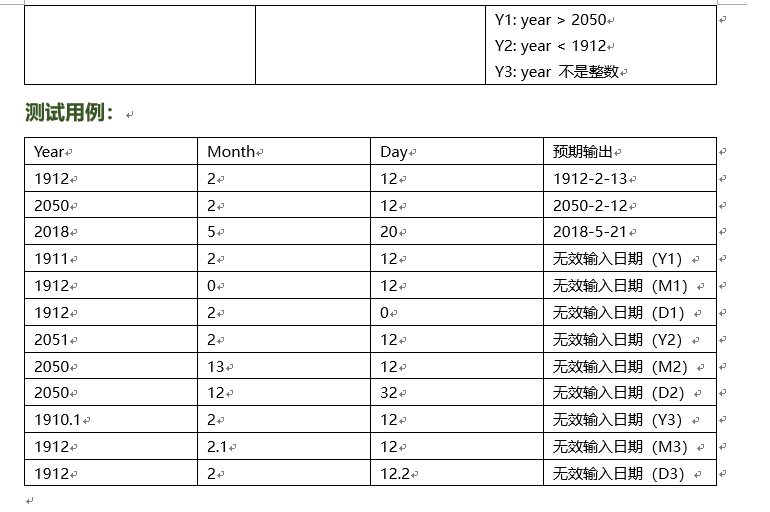 Y1: year > 2050
Y2: year < 1912
Y3: year 不是整数
测试用例：
Year Month Day 预期输出
1912 2 12 1912-2-13
2050 2 12 2050-2-12
2018 5 20 2018-5-21
1911 2 12 无效输入日期（Y1）
1912 0 12 无效输入日期（M1）
1912 2 0 无效输入日期（D1）
2051 2 12 无效输入日期（Y2）
2050 13 12 无效输入日期（M2）
2050 12 32 无效输入日期（D2）
1910.1 2 12 无效输入日期（Y3）
1912 2.1 12 无效输入日期（M3）
1912 2 12.2 无效输入日期（D3）